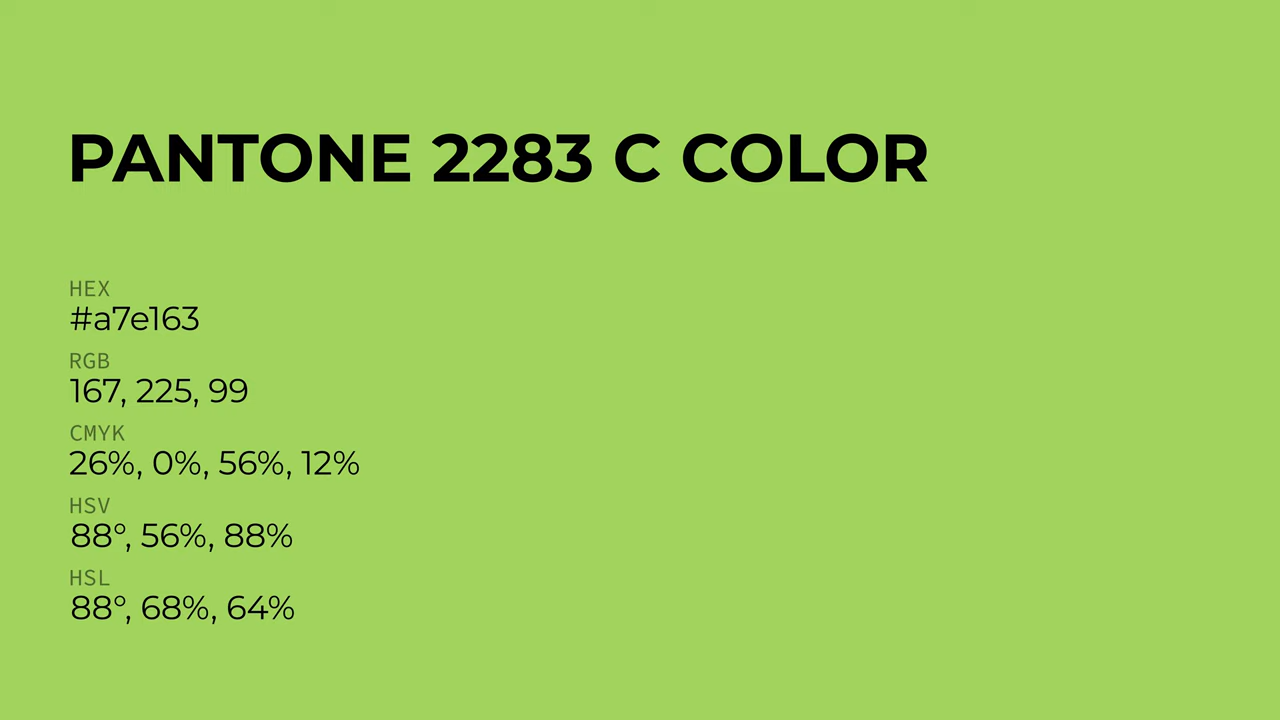 PANTONE 2283 C COLOR
HEX
#a7e163
RGB
167, 225, 99
CMYK
26%, 0%, 56%, 12%
HSV
88°, 56%, 88%
HSL
88°, 68%, 64%